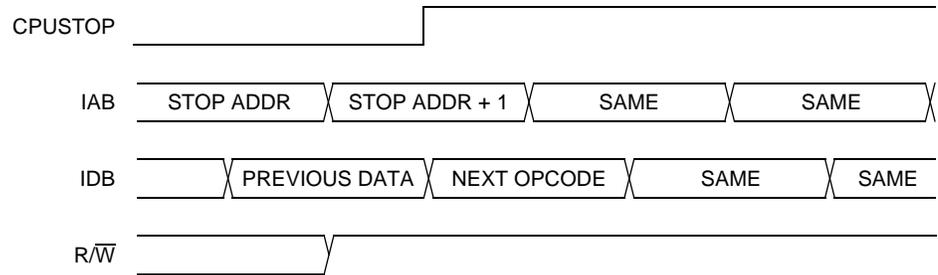 CPUSTOP
IAB STOP ADDR STOP ADDR + 1 SAME SAME
IDB PREVIOUS DATA NEXT OPCODE SAME SAME
R/W̅